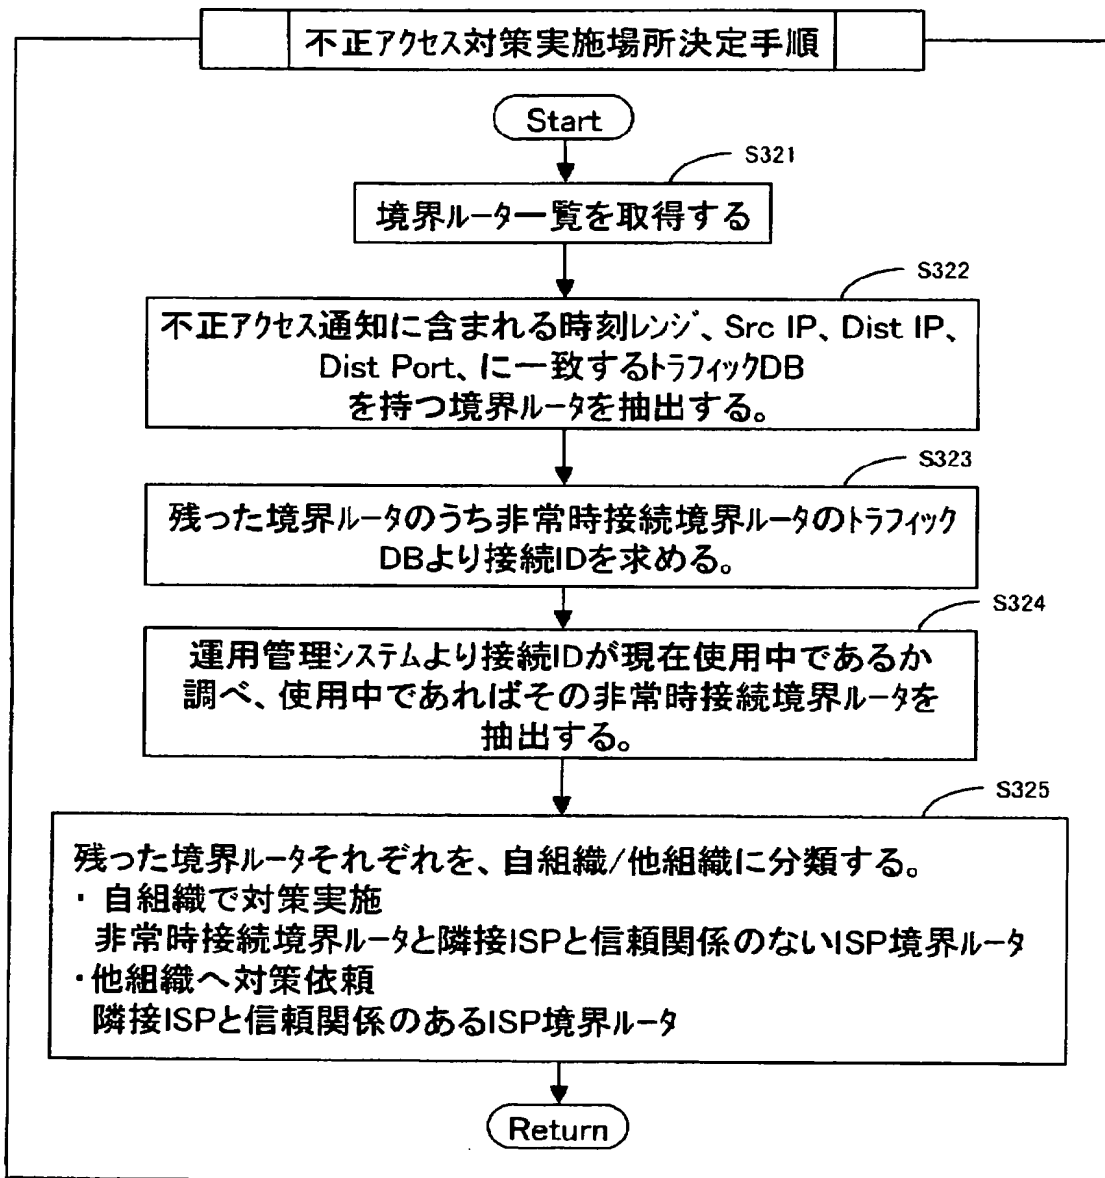 不正アクセス対策実施場所決定手順
Start
S321
境界ルータ一覧を取得する
S322
不正アクセス通知に含まれる時刻レンジ、Src IP、Dist IP、
Dist Port、に一致するトラフィックDB
を持つ境界ルータを抽出する。
S323
残った境界ルータのうち非常時接続境界ルータのトラフィック
DBより接続IDを求める。
S324
運用管理システムより接続IDが現在使用中であるか
調べ、使用中であればその非常時接続境界ルータを
抽出する。
S325
残った境界ルータそれぞれを、自組織/他組織に分類する。
・ 自組織で対策実施
非常時接続境界ルータと隣接ISPと信頼関係のないISP境界ルータ
・他組織へ対策依頼
隣接ISPと信頼関係のあるISP境界ルータ
Return